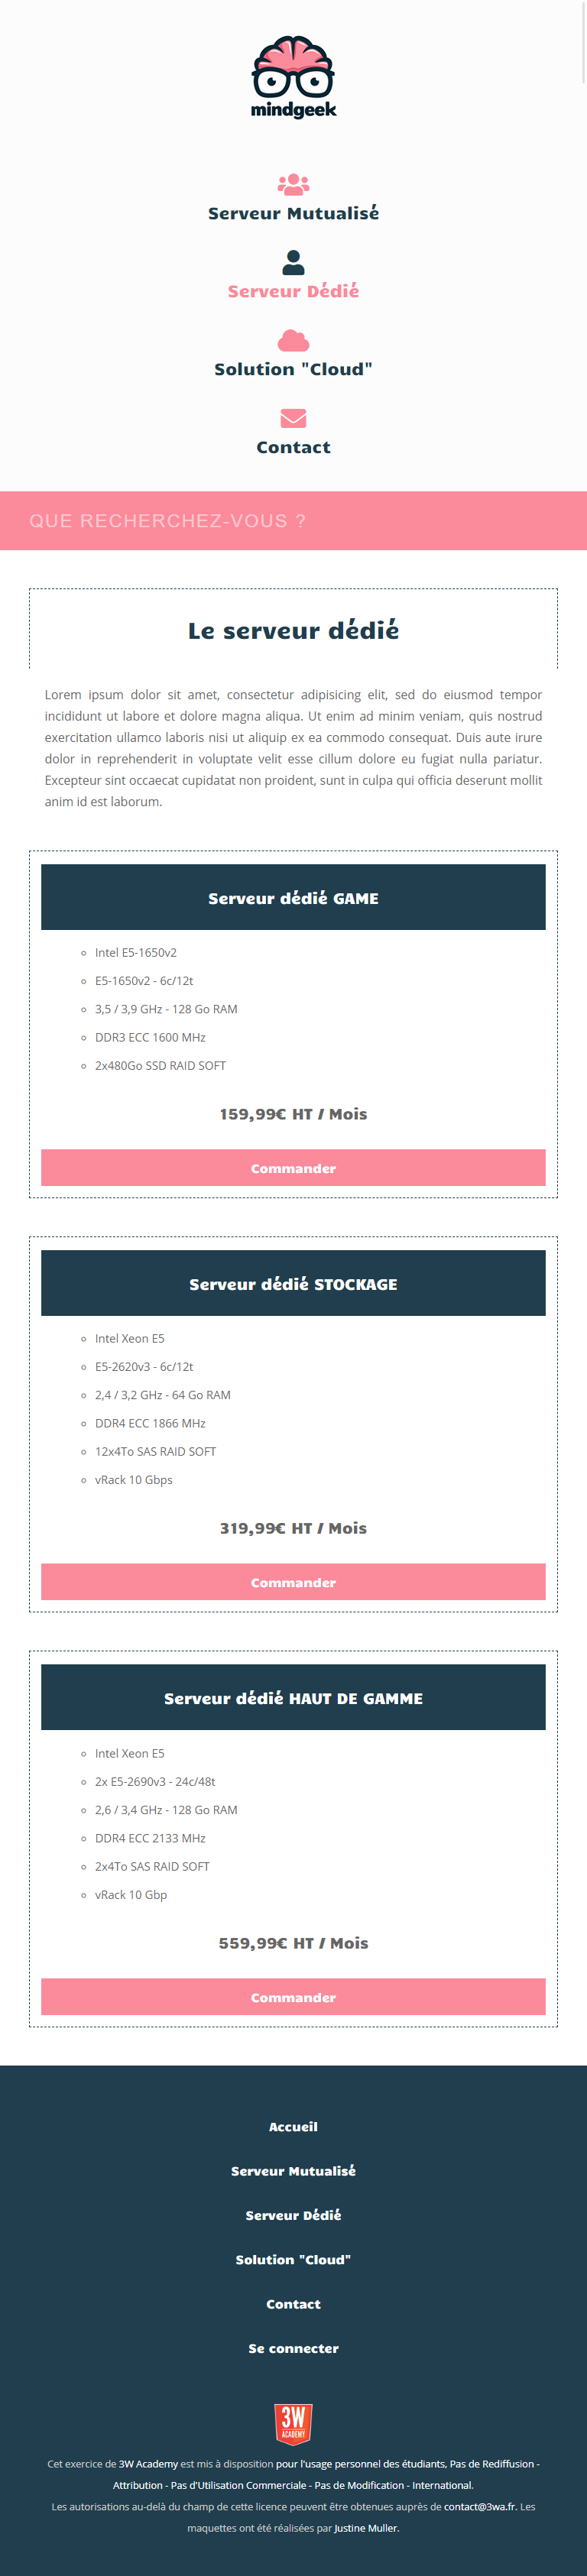 mindgeek
Serveur Mutualisé
Serveur Dédié
Solution "Cloud"
Contact
QUE RECHERCHEZ-VOUS ?
Le serveur dédié
Lorem ipsum dolor sit amet, consectetur adipisicing elit, sed do eiusmod tempor
incididunt ut labore et dolore magna aliqua. Ut enim ad minim veniam, quis nostrud
exercitation ullamco laboris nisi ut aliquip ex ea commodo consequat. Duis aute irure
dolor in reprehenderit in voluptate velit esse cillum dolore eu fugiat nulla pariatur.
Excepteur sint occaecat cupidatat non proident, sunt in culpa qui officia deserunt mollit
anim id est laborum.
Serveur dédié GAME
Intel E5-1650v2
E5-1650v2 - 6c/12t
3,5 / 3,9 GHz - 128 Go RAM
DDR3 ECC 1600 MHz
2x480Go SSD RAID SOFT
159,99€ HT / Mois
Commander
Serveur dédié STOCKAGE
Intel Xeon E5
E5-2620v3 - 6c/12t
2,4 / 3,2 GHz - 64 Go RAM
DDR4 ECC 1866 MHz
12x4To SAS RAID SOFT
vRack 10 Gbps
319,99€ HT / Mois
Commander
Serveur dédié HAUT DE GAMME
Intel Xeon E5
2x E5-2690v3 - 24c/48t
2,6 / 3,4 GHz - 128 Go RAM
DDR4 ECC 2133 MHz
2x4To SAS RAID SOFT
vRack 10 Gbp
559,99€ HT / Mois
Commander
Accueil
Serveur Mutualisé
Serveur Dédié
Solution "Cloud"
Contact
Se connecter
3W
ACADEMY
Cet exercice de 3W Academy est mis à disposition pour l'usage personnel des étudiants, Pas de Rediffusion -
Attribution - Pas d'Utilisation Commerciale - Pas de Modification - International.
Les autorisations au-delà du champ de cette licence peuvent être obtenues auprès de contact@3wa.fr. Les
maquettes ont été réalisées par Justine Muller.